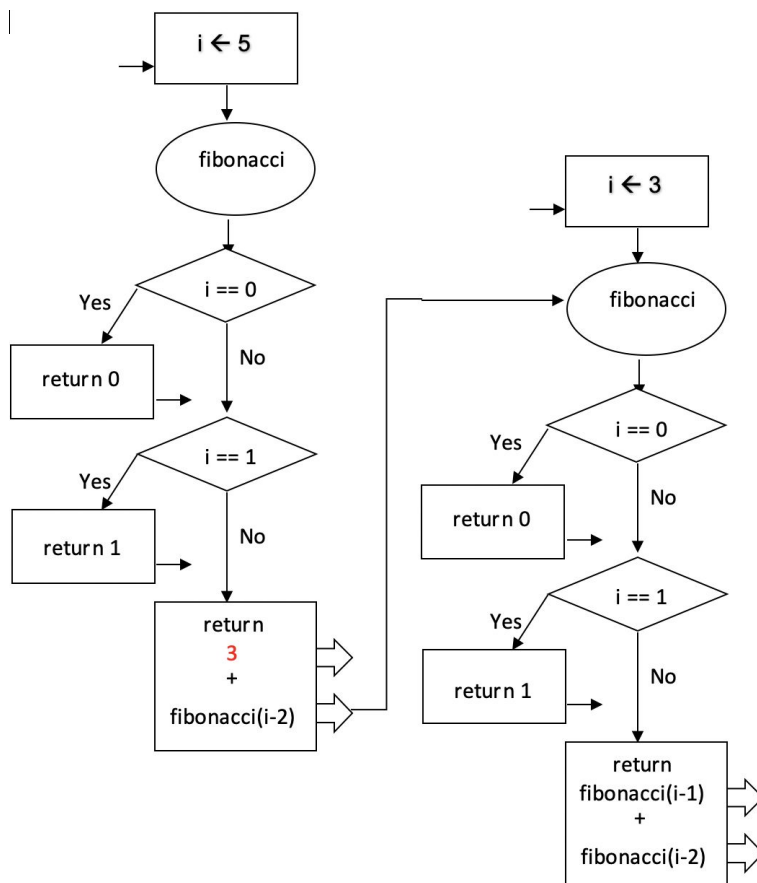 i ← 5
fibonacci
i == 0
Yes
No
return 0
i == 1
Yes
No
return 1
return
3
+
fibonacci(i-2)
i ← 3
fibonacci
i == 0
Yes
No
return 0
i == 1
Yes
No
return 1
return
fibonacci(i-1)
+
fibonacci(i-2)